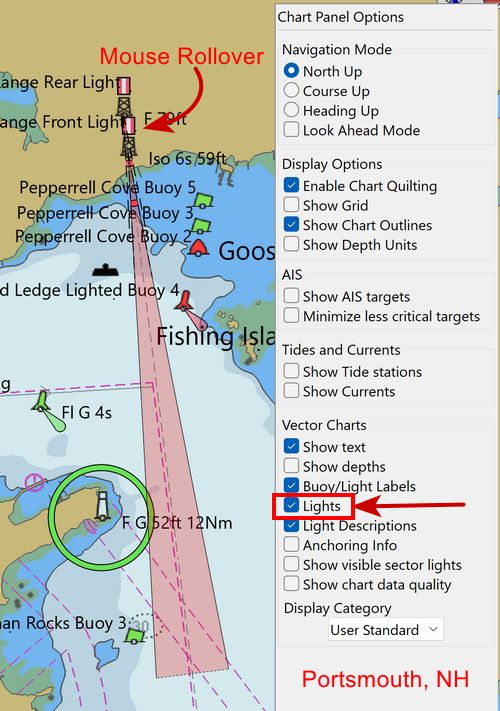 Mouse Rollover
ange Rear Light
ange Front Light
F 79ft
Iso 6s 59ft
Pepperrell Cove Buoy 5
Pepperrell Cove Buoy 3
Pepperrell Cove Buoy 2
Goos
d Ledge Lighted Buoy 4
Fishing Isla
g
Fl G 4s
F G 52ft 12Nm
an Rocks Buoy 3
30
Chart Panel Options
Navigation Mode
North Up
Course Up
Heading Up
Look Ahead Mode
Display Options
Enable Chart Quilting
Show Grid
Show Chart Outlines
Show Depth Units
AIS
Show AIS targets
Minimize less critical targets
Tides and Currents
Show Tide stations
Show Currents
Vector Charts
Show text
Show depths
Buoy/Light Labels
Lights
Light Descriptions
Anchoring Info
Show visible sector lights
Show chart data quality
Display Category
User Standard
Portsmouth, NH